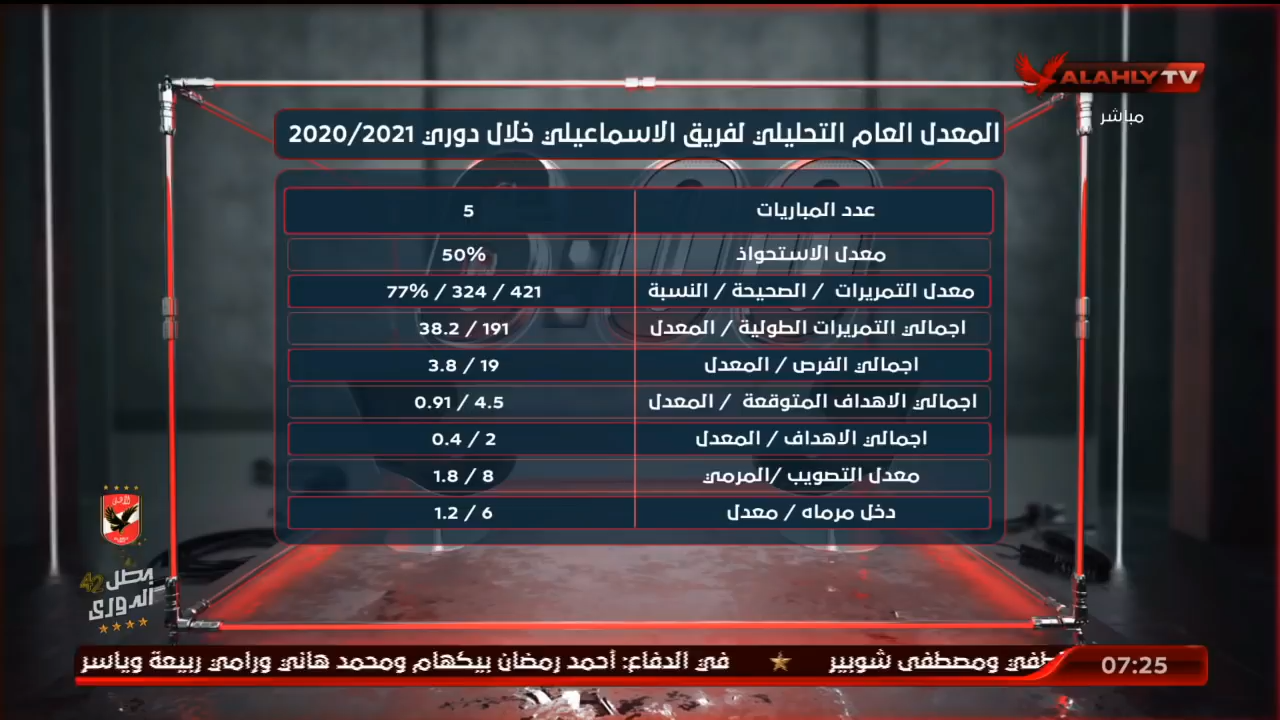 ALAHLY TV
مباشر
المعدل العام التحليلي لفريق الاسماعيلي خلال دوري 2020/2021
عدد المباريات 5
معدل الاستحواذ 50%
معدل التمريرات / الصحيحة / النسبة 421 / 324 / 77%
اجمالي التمريرات الطولية / المعدل 191 / 38.2
اجمالي الفرص / المعدل 19 / 3.8
اجمالي الاهداف المتوقعة / المعدل 4.5 / 0.91
اجمالي الاهداف / المعدل 2 / 0.4
معدل التصويب /المرمي 8 / 1.8
دخل مرماه / معدل 6 / 1.2
بطل الدورى
42
07:25 ومصطفى شوبير ★ في الدفاع: أحمد رمضان بيكهام ومحمد هاني ورامي ربيعة وياسر